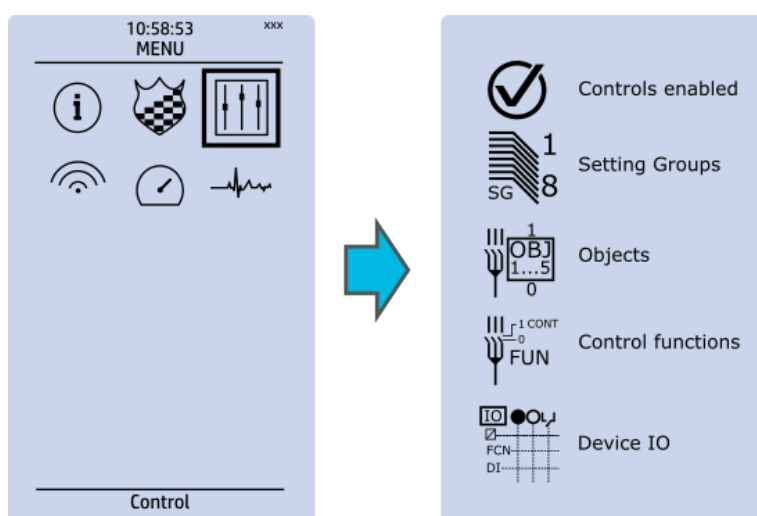 10:58:53 xxx
MENU
i
Control
Controls enabled
1
SG 8
Setting Groups
1
OBJ
1...5
0
Objects
1 CONT
0
FUN
Control functions
IO
FCN
DI
Device IO